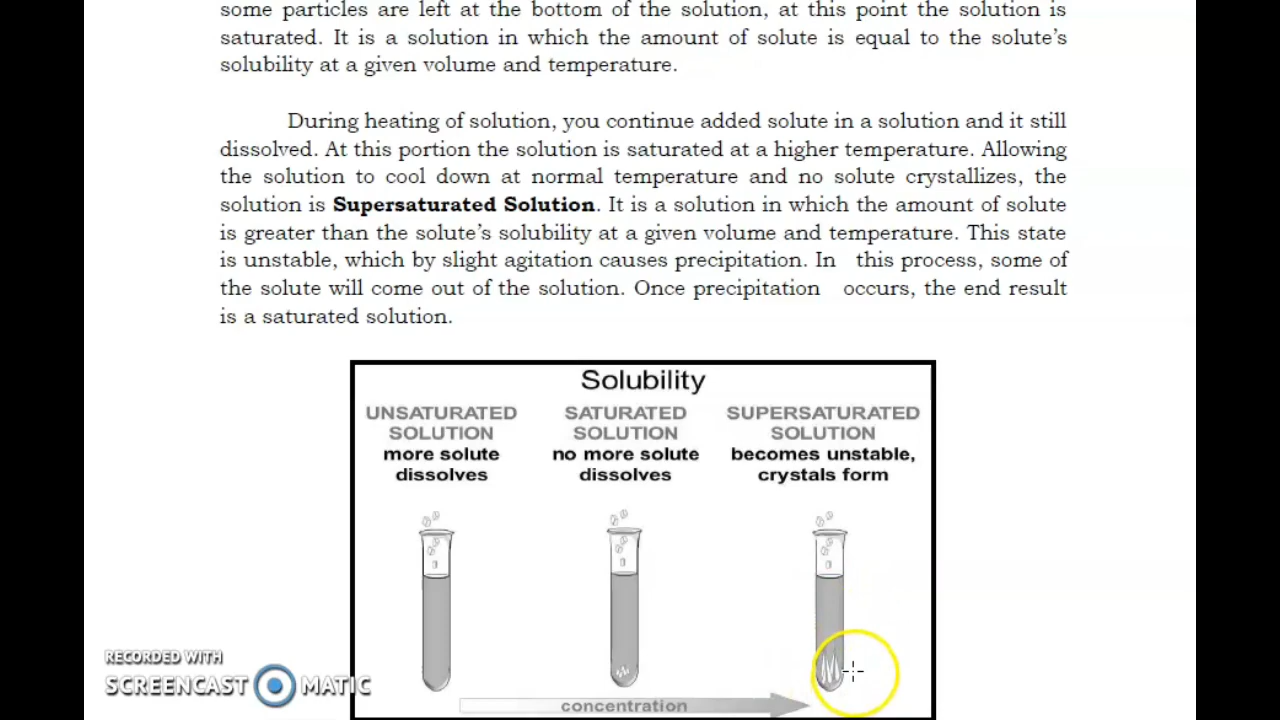 some particles are left at the bottom of the solution, at this point the solution is
saturated. It is a solution in which the amount of solute is equal to the solute's
solubility at a given volume and temperature.
During heating of solution, you continue added solute in a solution and it still
dissolved. At this portion the solution is saturated at a higher temperature. Allowing
the solution to cool down at normal temperature and no solute crystallizes, the
solution is Supersaturated Solution. It is a solution in which the amount of solute
is greater than the solute's solubility at a given volume and temperature. This state
is unstable, which by slight agitation causes precipitation. In this process, some of
the solute will come out of the solution. Once precipitation occurs, the end result
is a saturated solution.
Solubility
UNSATURATED
SOLUTION
more solute
dissolves
SATURATED
SOLUTION
no more solute
dissolves
SUPERSATURATED
SOLUTION
becomes unstable,
crystals form
concentration
RECORDED WITH
SCREENCAST MATIC